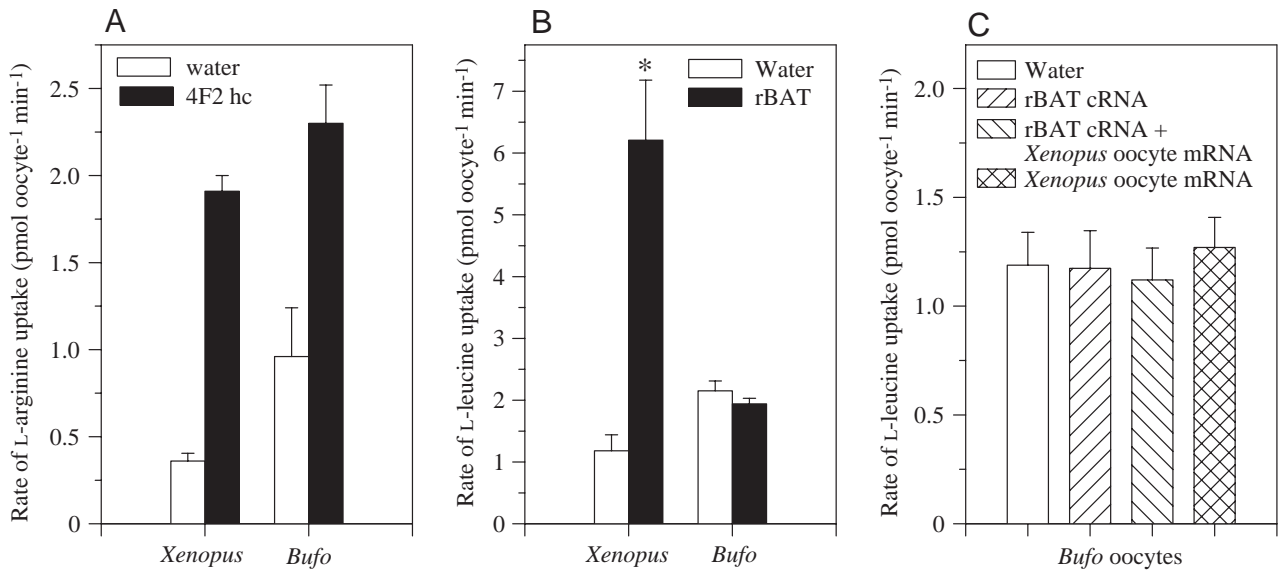 A
Rate of L-arginine uptake (pmol oocyte-1 min-1)
2.5
2.0
1.5
1.0
0.5
0
water
4F2 hc
Xenopus
Bufo
B
Rate of L-leucine uptake (pmol oocyte-1 min-1)
7
6
5
4
3
2
1
0
Water
rBAT
*
Xenopus
Bufo
C
Rate of L-leucine uptake (pmol oocyte-1 min-1)
2.0
1.5
1.0
0.5
0
Water
rBAT cRNA
rBAT cRNA +
Xenopus oocyte mRNA
Xenopus oocyte mRNA
Bufo oocytes